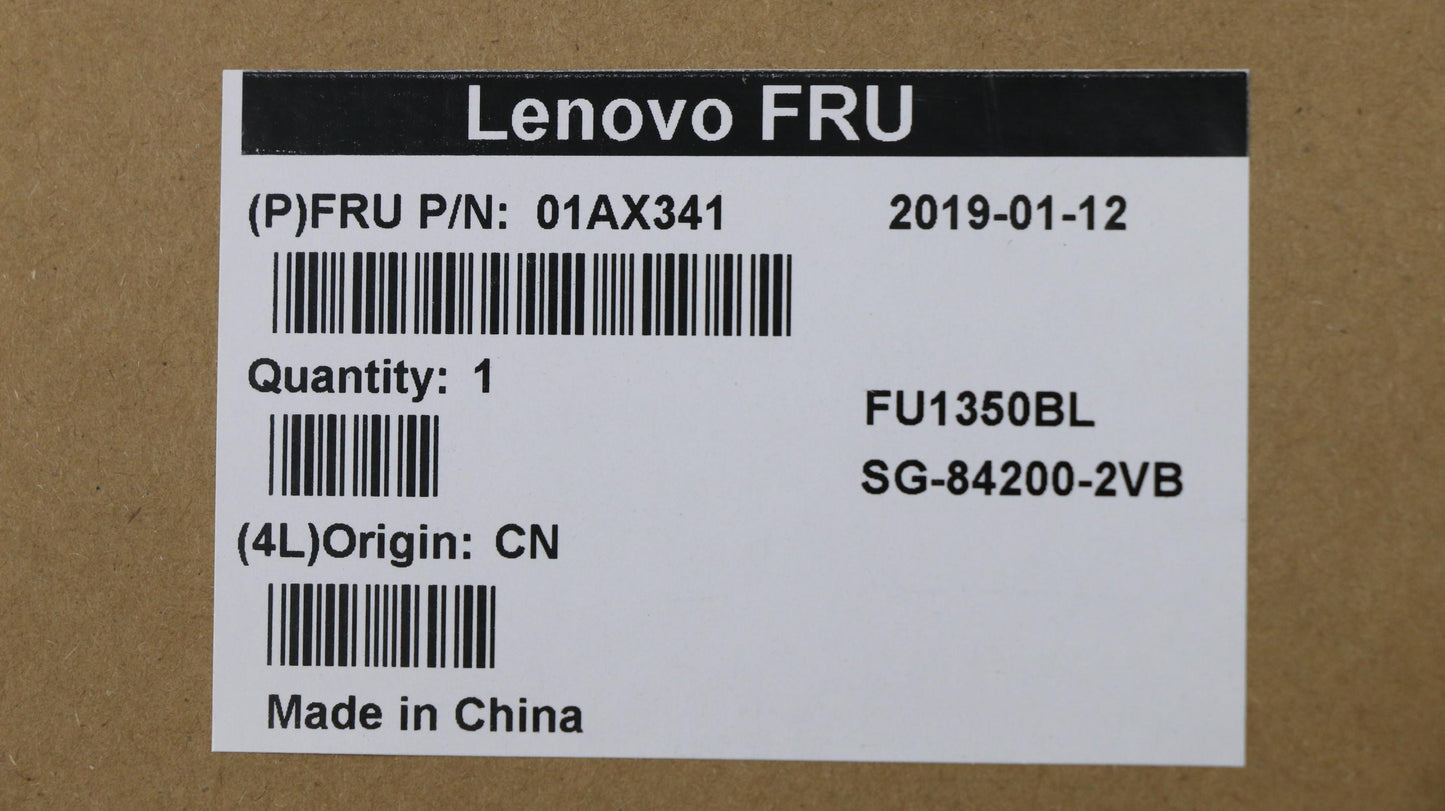 Lenovo FRU
(P)FRU P/N: 01AX341 2019-01-12
Quantity: 1
FU1350BL
SG-84200-2VB
(4L)Origin: CN
Made in China